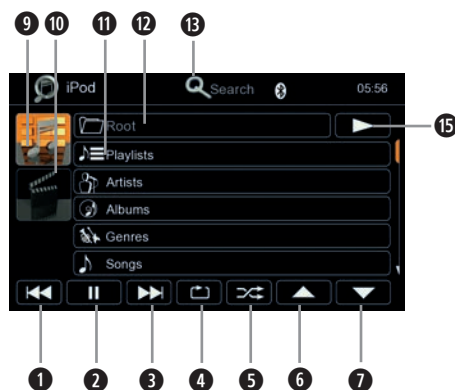 9 10 11 12 13
iPod Search 05:56
Root
15
Playlists
Artists
Albums
Genres
Songs
1 2 3 4 5 6 7